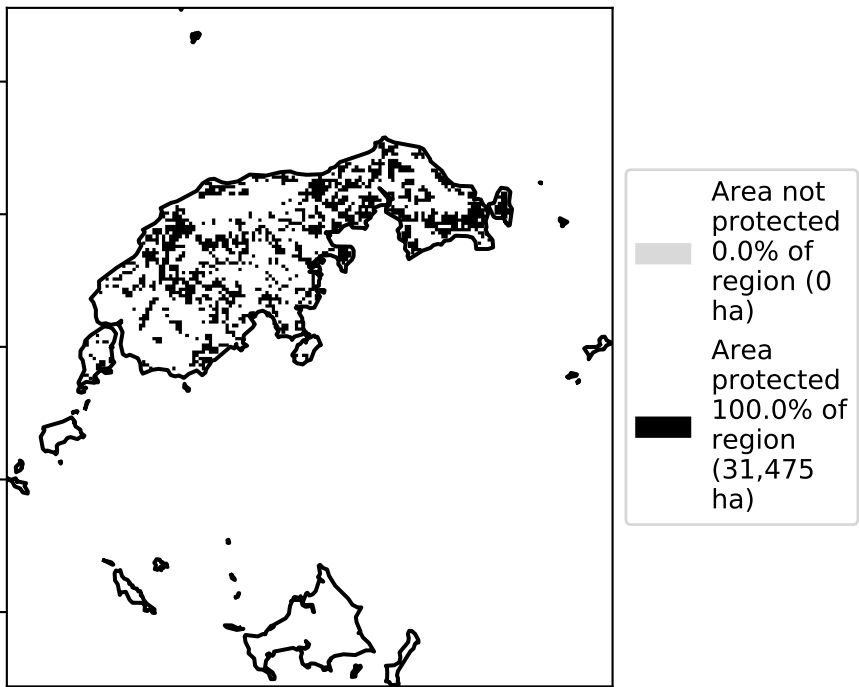 Area not
protected
0.0% of
region (0
ha)
Area
protected
100.0% of
region
(31,475
ha)